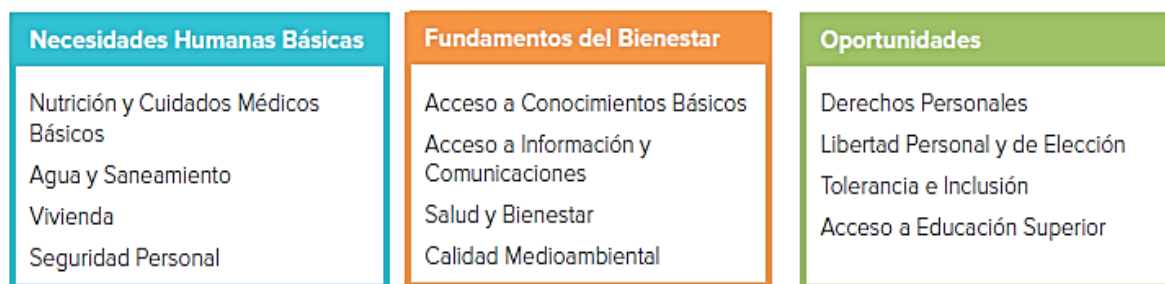 Necesidades Humanas Básicas
Nutrición y Cuidados Médicos
Básicos
Agua y Saneamiento
Vivienda
Seguridad Personal
Fundamentos del Bienestar
Acceso a Conocimientos Básicos
Acceso a Información y
Comunicaciones
Salud y Bienestar
Calidad Medioambiental
Oportunidades
Derechos Personales
Libertad Personal y de Elección
Tolerancia e Inclusión
Acceso a Educación Superior